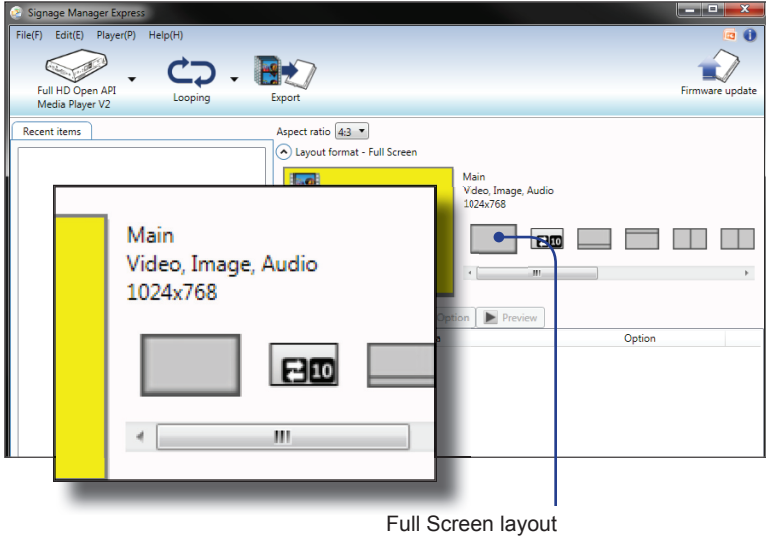 Signage Manager Express
File(F) Edit(E) Player(P) Help(H)
Full HD Open API
Media Player V2
Looping
Export
Firmware update
Recent items
Aspect ratio 4:3
Layout format - Full Screen
Main
Video, Image, Audio
1024x768
10
Option
Preview
Option
Main
Video, Image, Audio
1024x768
10
Full Screen layout